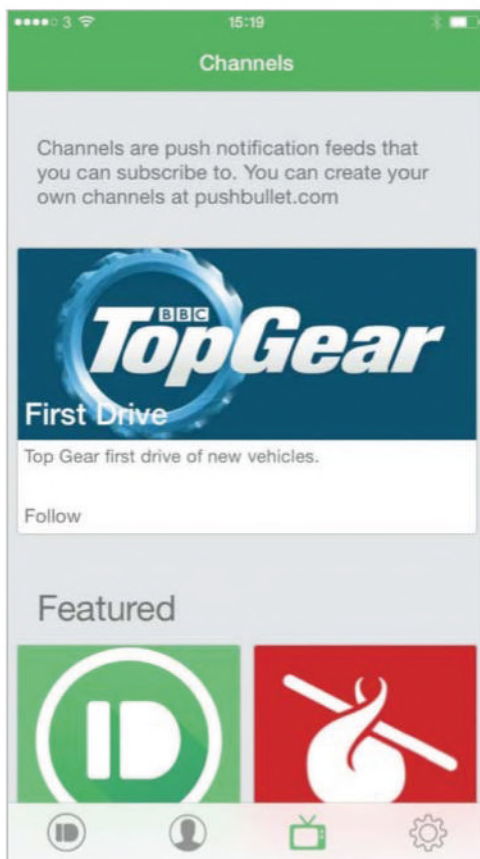 3 15:19
Channels
Channels are push notification feeds that
you can subscribe to. You can create your
own channels at pushbullet.com
BBC
TopGear
First Drive
Top Gear first drive of new vehicles.
Follow
Featured